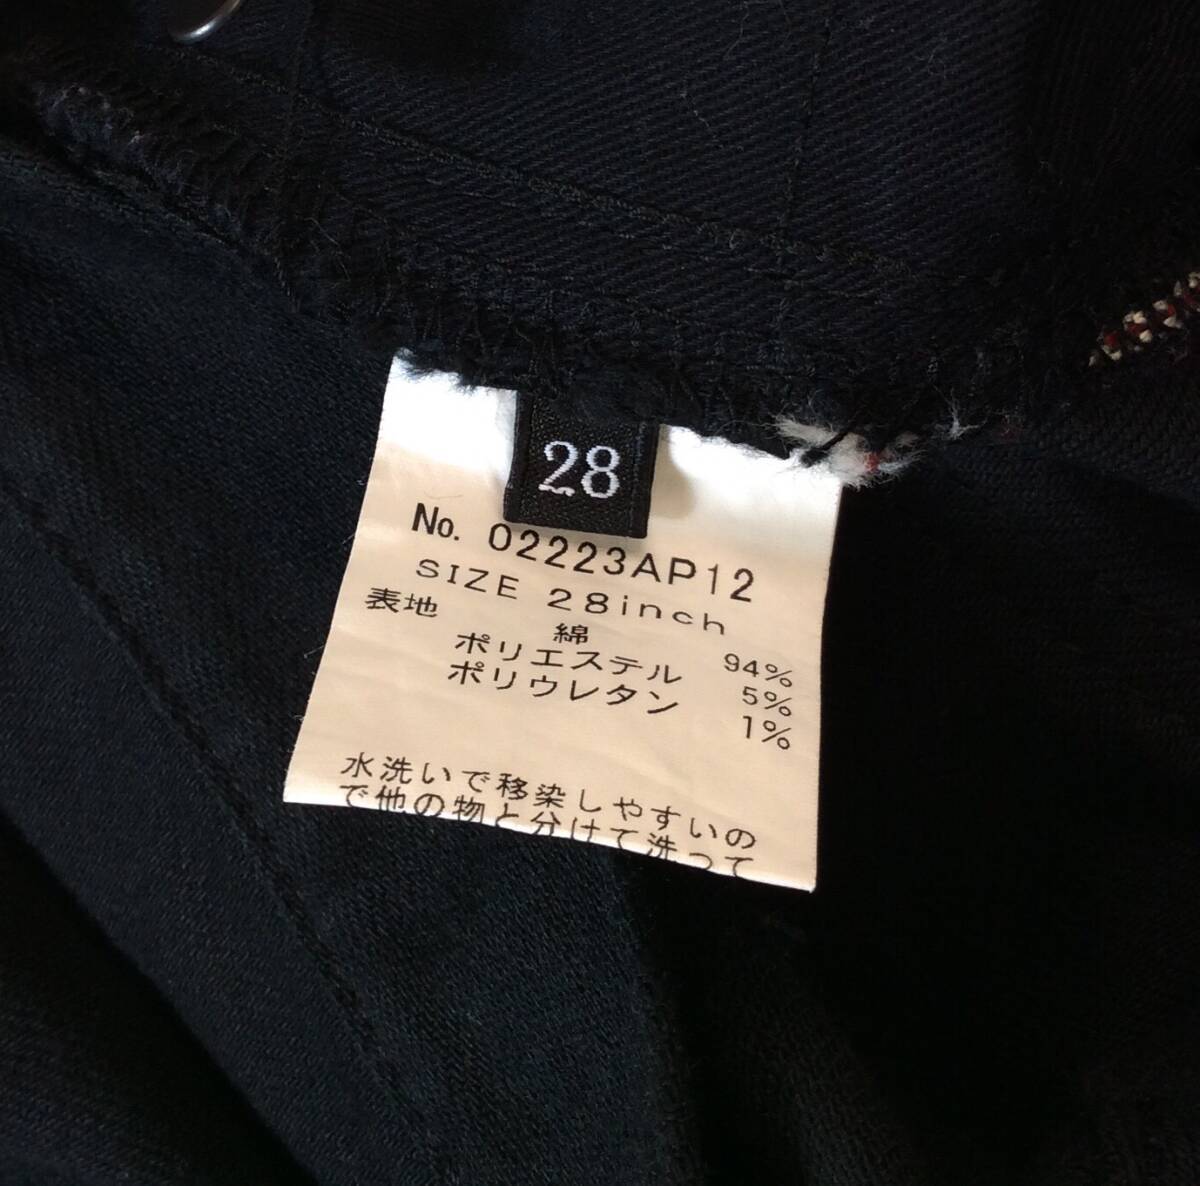 28
No. 02223AP12
SIZE 28inch
表地 綿 94%
ポリエステル 5%
ポリウレタン 1%
水洗いで移染しやすいの
で他の物と分けて洗って